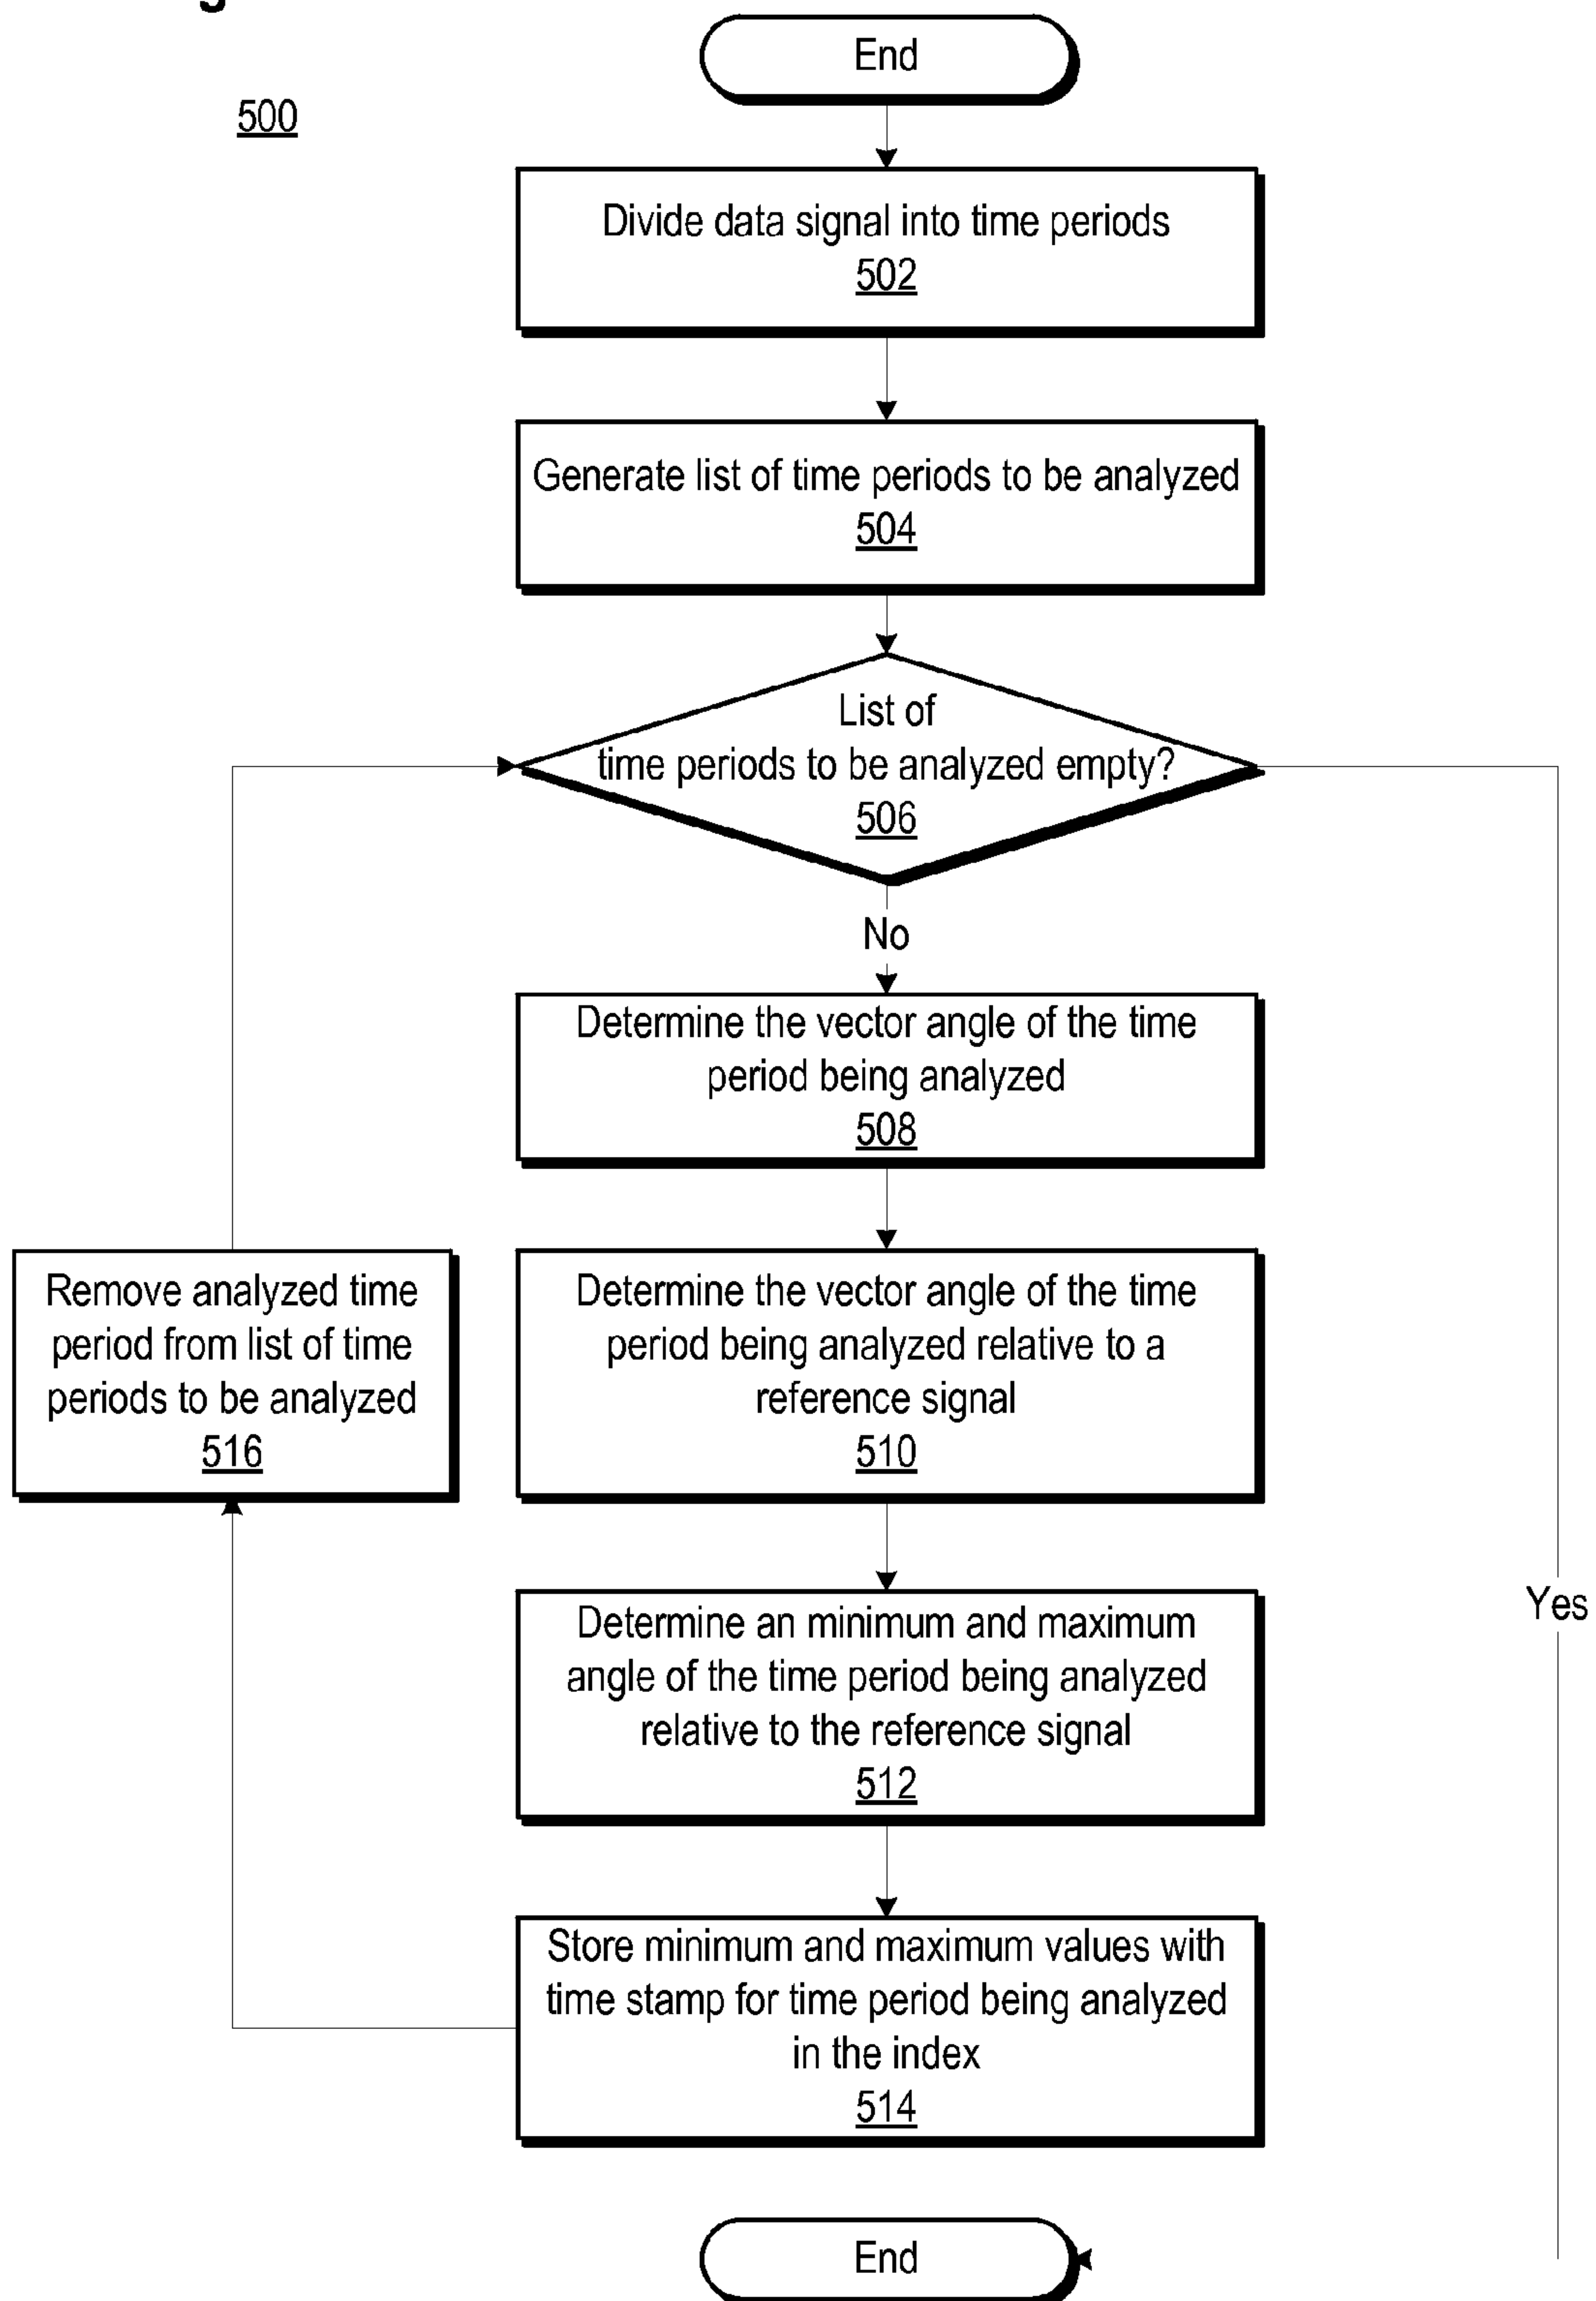 500
End
Divide data signal into time periods
502
Generate list of time periods to be analyzed
504
List of
time periods to be analyzed empty?
506
No
Determine the vector angle of the time
period being analyzed
508
Remove analyzed time
period from list of time
periods to be analyzed
516
Determine the vector angle of the time
period being analyzed relative to a
reference signal
510
Yes
Determine an minimum and maximum
angle of the time period being analyzed
relative to the reference signal
512
Store minimum and maximum values with
time stamp for time period being analyzed
in the index
514
End